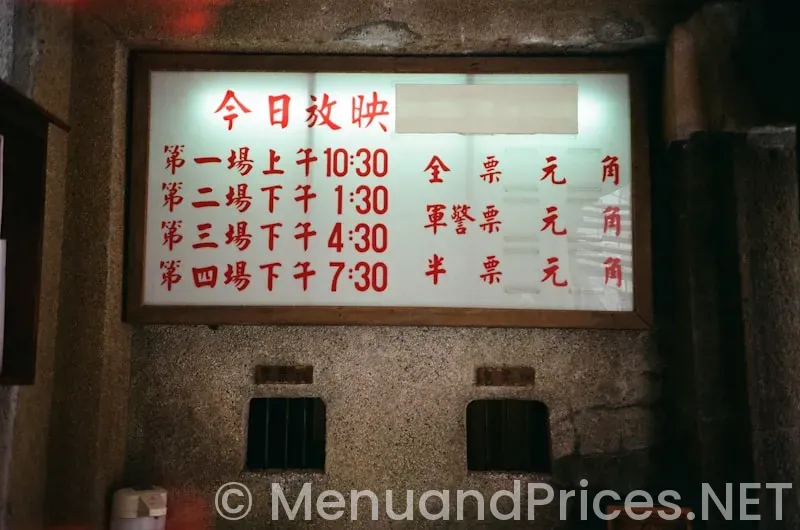 今日放映
第一場上午10:30
第二場下午1:30
第三場下午4:30
第四場下午7:30
全票 元 角
軍警票 元 角
半票 元 角
© MenuandPrices.NET